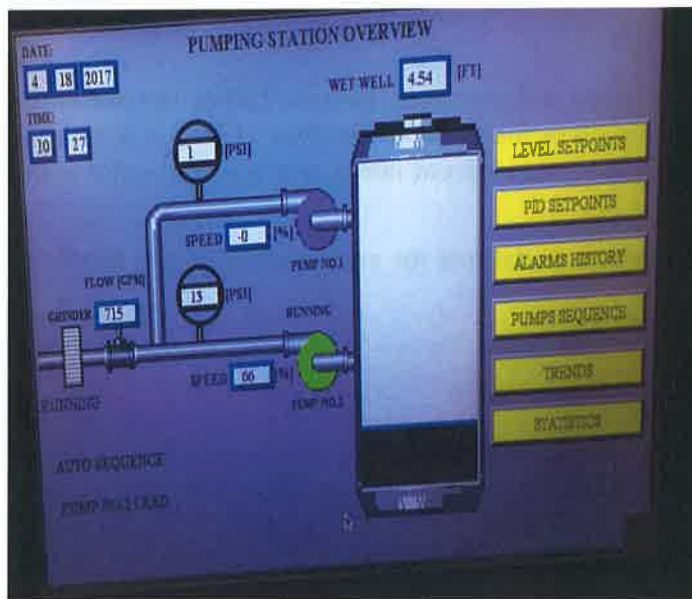 PUMPING STATION OVERVIEW
DATE:
4 18 2017
WET WELL 4.54 [FT]
TIME:
10 27
1 [PSI]
LEVEL SETPOINTS
PID SETPOINTS
SPEED -0 [%]
PUMP NO.1
ALARMS HISTORY
FLOW [GPM]
13 [PSI]
GRINDER 715
RUNNING
PUMPS SEQUENCE
SPEED 66 [%]
PUMP NO.2
TRENDS
RUNNING
STATISTICS
AUTO SEQUENCE
PUMP LEAD